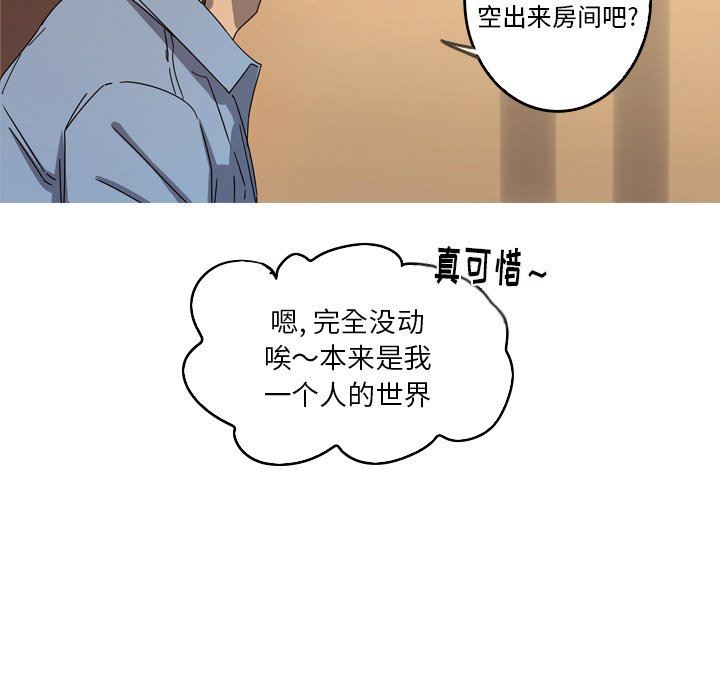 空出来房间吧?
真可惜~
嗯, 完全没动
唉~本来是我
一个人的世界